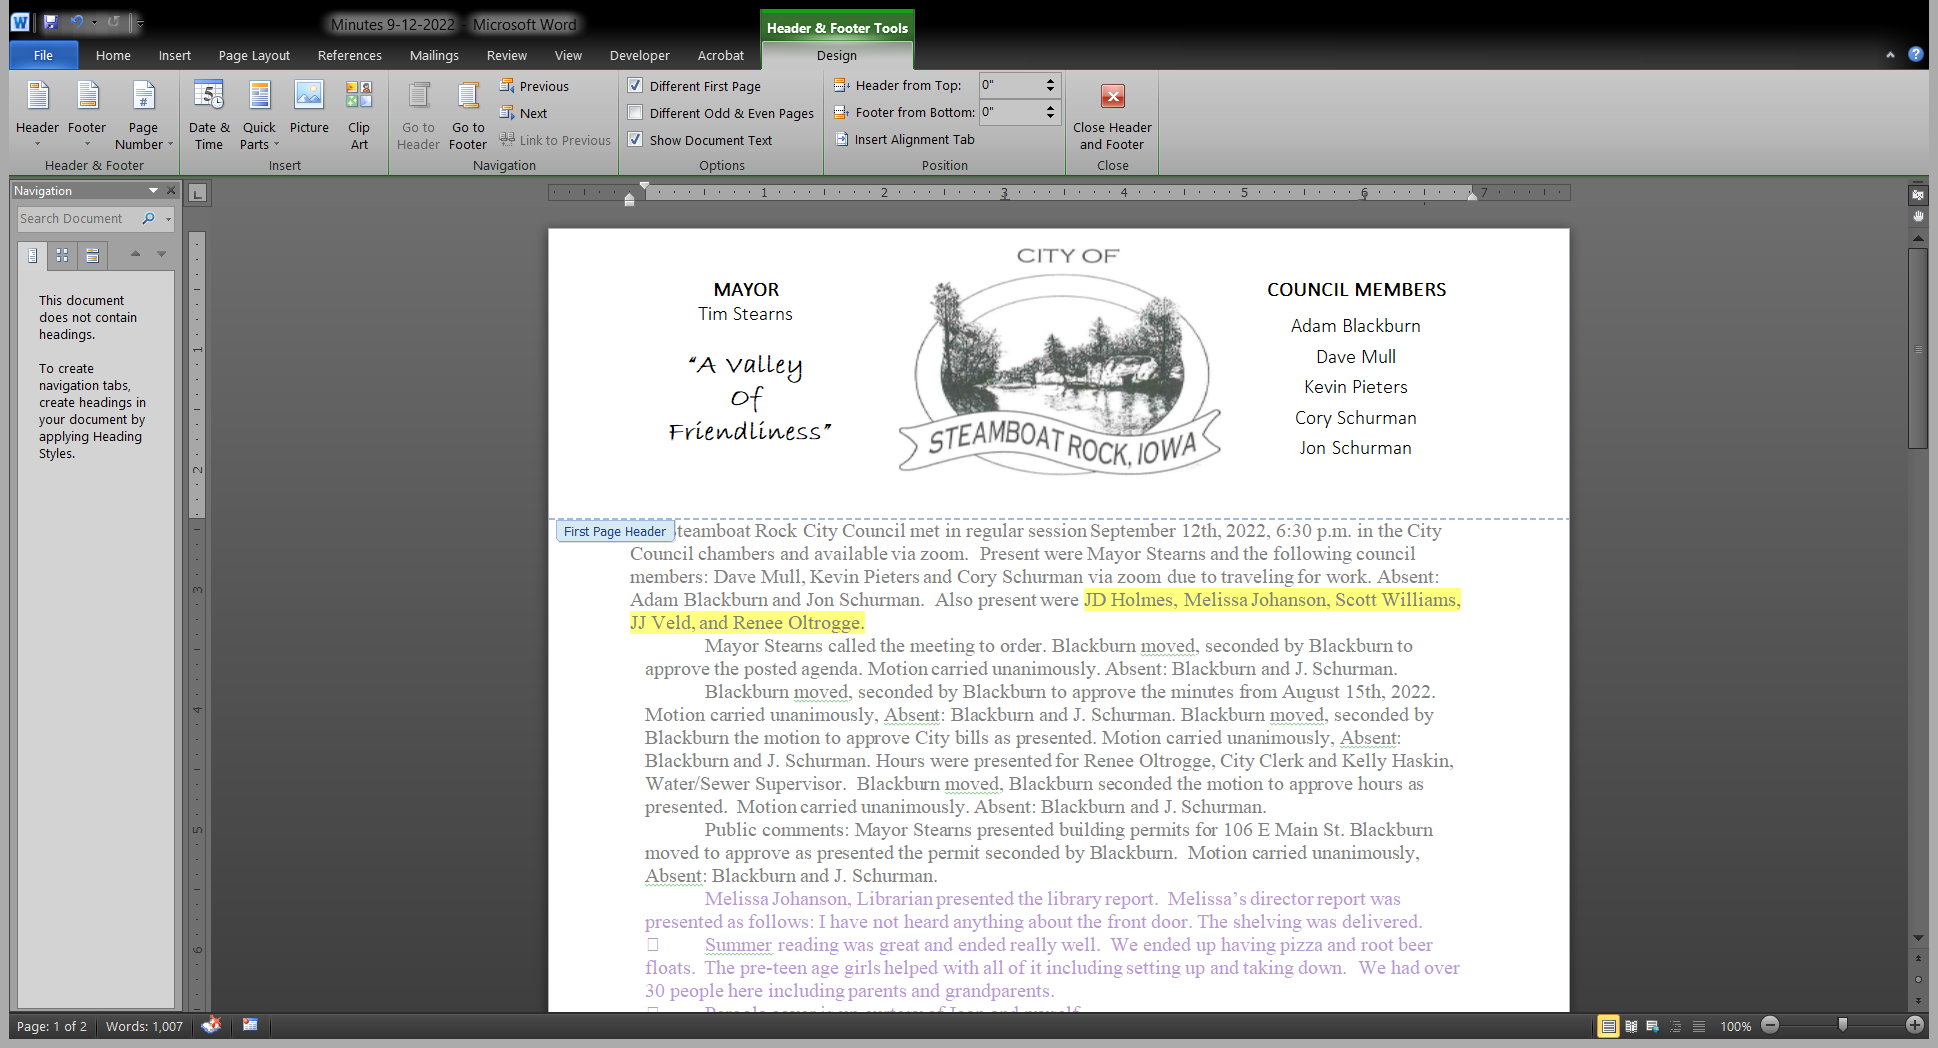 Minutes 9-12-2022 - Microsoft Word
Header & Footer Tools
File Home Insert Page Layout References Mailings Review View Developer Acrobat Design
Header
Footer
Page Number
Header & Footer
Date & Time
Quick Parts
Picture
Clip Art
Insert
Go to Header
Go to Footer
Previous
Next
Link to Previous
Navigation
Different First Page
Different Odd & Even Pages
Show Document Text
Options
Header from Top: 0"
Footer from Bottom: 0"
Insert Alignment Tab
Position
Close Header and Footer
Close
Navigation
Search Document
This document
does not contain
headings.
To create
navigation tabs,
create headings in
your document by
applying Heading
Styles.
L
1 2 3 4 5 6 7
1
2
3
4
5
6
CITY OF
STEAMBOAT ROCK, IOWA
MAYOR
Tim Stearns
“A Valley
Of
Friendliness”
COUNCIL MEMBERS
Adam Blackburn
Dave Mull
Kevin Pieters
Cory Schurman
Jon Schurman
First Page Header
teamboat Rock City Council met in regular session September 12th, 2022, 6:30 p.m. in the City
Council chambers and available via zoom.  Present were Mayor Stearns and the following council
members: Dave Mull, Kevin Pieters and Cory Schurman via zoom due to traveling for work. Absent:
Adam Blackburn and Jon Schurman.  Also present were JD Holmes, Melissa Johanson, Scott Williams,
JJ Veld, and Renee Oltrogge.
Mayor Stearns called the meeting to order. Blackburn moved, seconded by Blackburn to
approve the posted agenda. Motion carried unanimously. Absent: Blackburn and J. Schurman.
Blackburn moved, seconded by Blackburn to approve the minutes from August 15th, 2022.
Motion carried unanimously, Absent: Blackburn and J. Schurman. Blackburn moved, seconded by
Blackburn the motion to approve City bills as presented. Motion carried unanimously, Absent:
Blackburn and J. Schurman. Hours were presented for Renee Oltrogge, City Clerk and Kelly Haskin,
Water/Sewer Supervisor.  Blackburn moved, Blackburn seconded the motion to approve hours as
presented.  Motion carried unanimously. Absent: Blackburn and J. Schurman.
Public comments: Mayor Stearns presented building permits for 106 E Main St. Blackburn
moved to approve as presented the permit seconded by Blackburn.  Motion carried unanimously,
Absent: Blackburn and J. Schurman.
Melissa Johanson, Librarian presented the library report.  Melissa’s director report was
presented as follows: I have not heard anything about the front door. The shelving was delivered.
Summer reading was great and ended really well.  We ended up having pizza and root beer
floats.  The pre-teen age girls helped with all of it including setting up and taking down.  We had over
30 people here including parents and grandparents.
Page: 1 of 2 Words: 1,007 100%